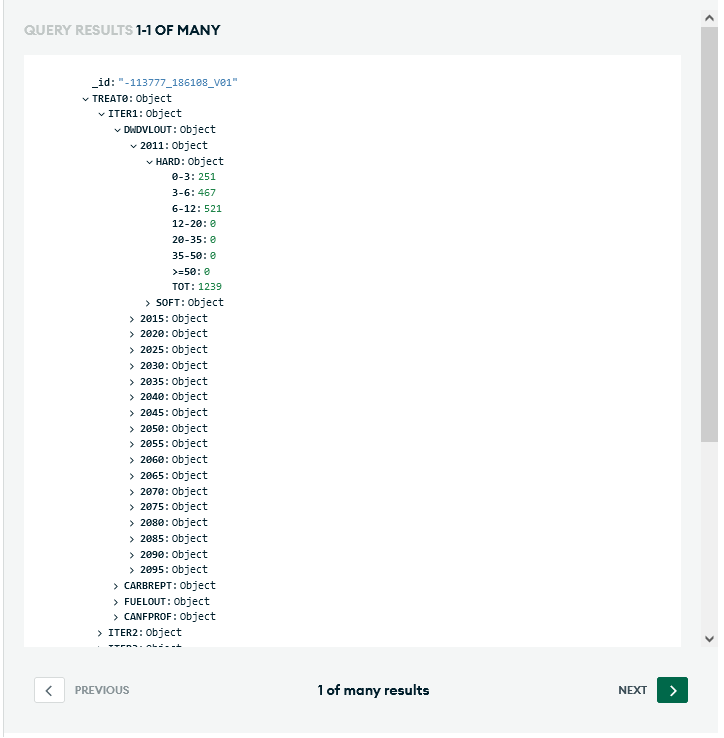 QUERY RESULTS 1-1 OF MANY
_id: "-113777_186108_V01"
TREAT0: Object
ITER1: Object
DWDVLOUT: Object
2011: Object
HARD: Object
0-3: 251
3-6: 467
6-12: 521
12-20: 0
20-35: 0
35-50: 0
>=50: 0
TOT: 1239
SOFT: Object
2015: Object
2020: Object
2025: Object
2030: Object
2035: Object
2040: Object
2045: Object
2050: Object
2055: Object
2060: Object
2065: Object
2070: Object
2075: Object
2080: Object
2085: Object
2090: Object
2095: Object
CARBREPT: Object
FUELOUT: Object
CANFPROF: Object
ITER2: Object
PREVIOUS 1 of many results NEXT